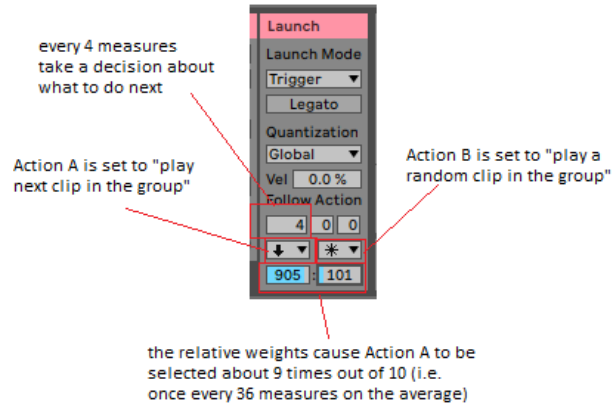 every 4 measures
take a decision about
what to do next
Action A is set to "play
next clip in the group"
Launch
Launch Mode
Trigger
Legato
Quantization
Global
Vel 0.0 %
Follow Action
4 0 0
905 : 101
Action B is set to "play a
random clip in the group"
the relative weights cause Action A to be
selected about 9 times out of 10 (i.e.
once every 36 measures on the average)